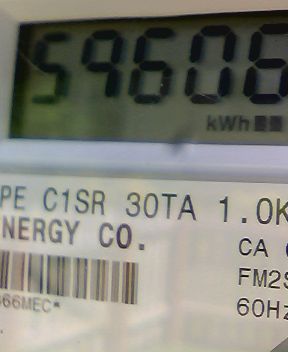 59606
kWh
PE C1SR 30TA 1.0K
NERGY CO.
CA
FM2S
66MEC*
60Hz